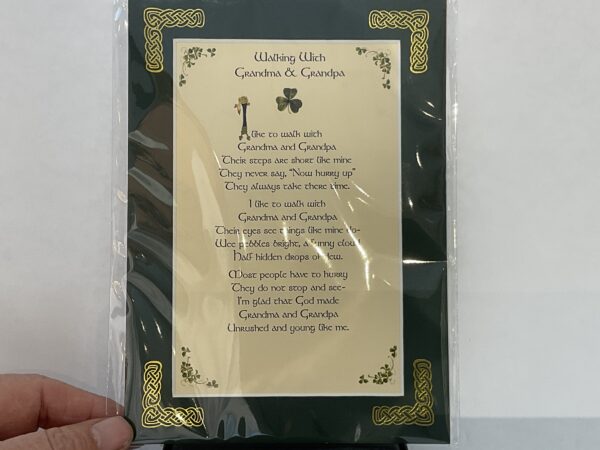 Walking With
Grandma & Grandpa
I like to walk with
Grandma and Grandpa
Their steps are short like mine
They never say, "Now hurry up"
They always take there time.
I like to walk with
Grandma and Grandpa
Their eyes see things like mine do-
Wee pebbles bright, a funny cloud
Half hidden drops of dew.
Most people have to hurry
They do not stop and see-
I'm glad that God made
Grandma and Grandpa
Unrushed and young like me.